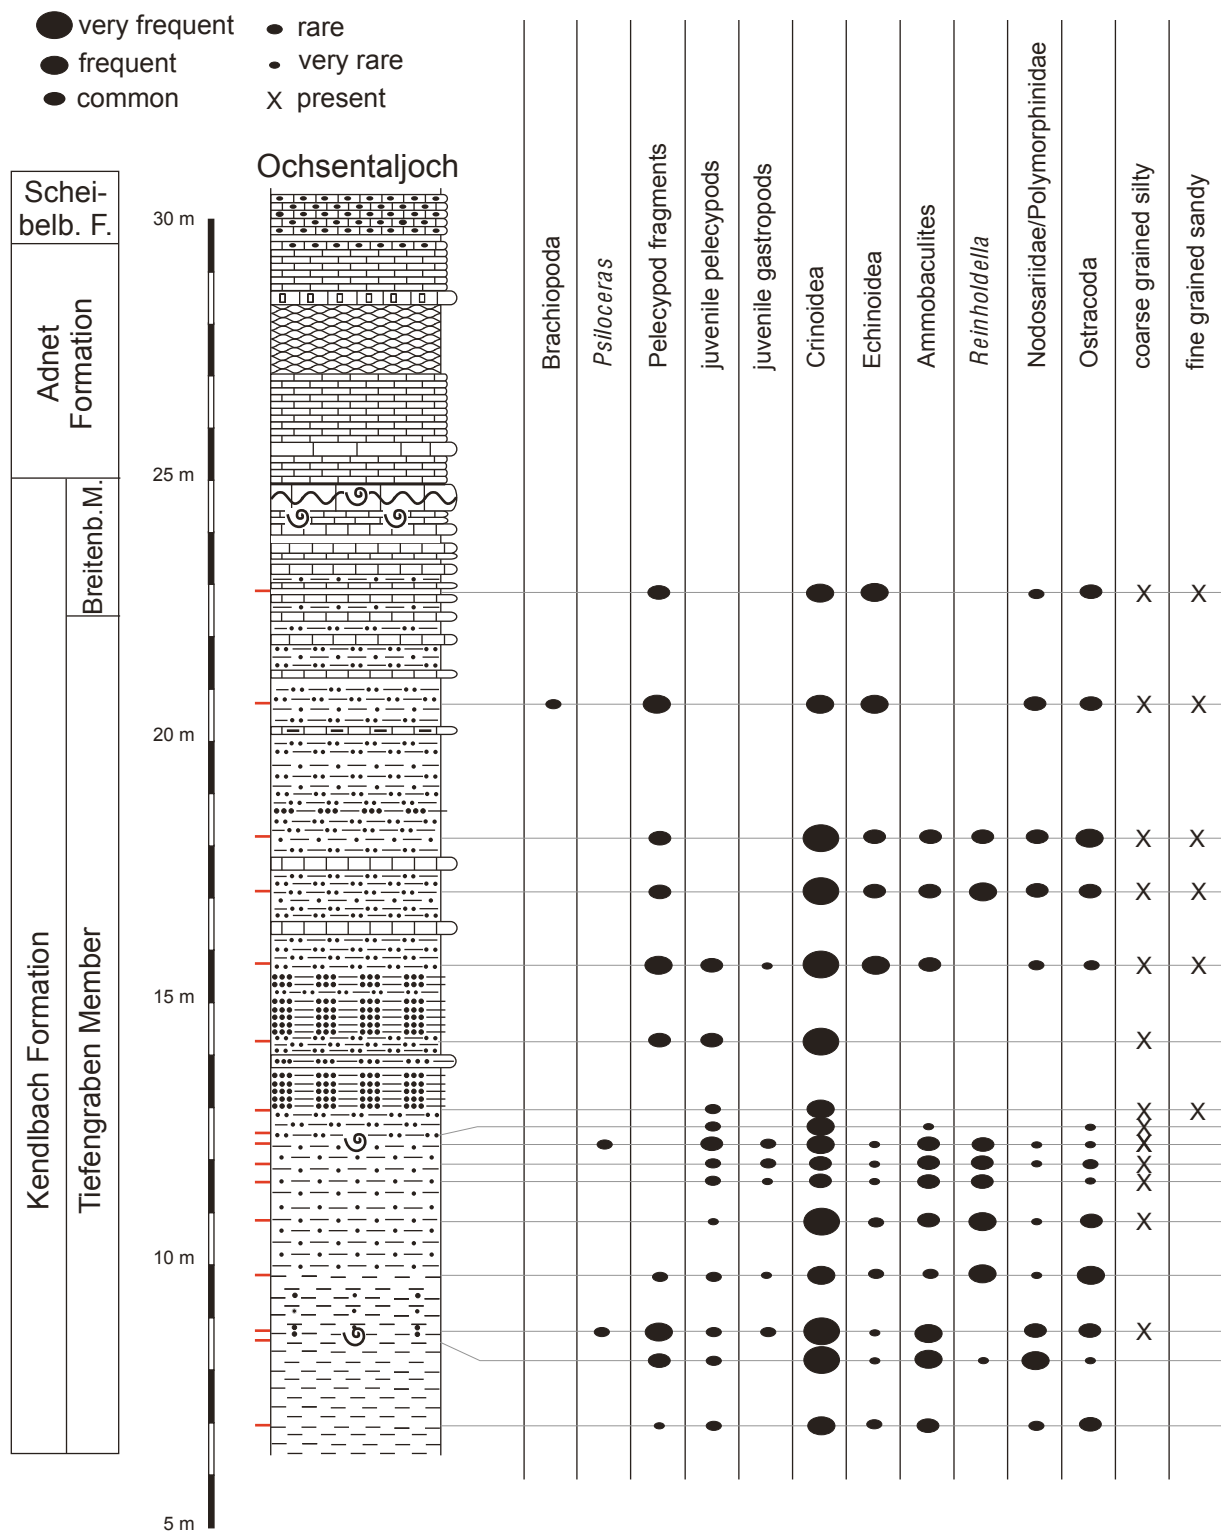 very frequent
frequent
common
rare
very rare
X present
Ochsentaljoch
Schei-
belb. F.
Adnet
Formation
Kendlbach Formation
Breitenb.M.
Tiefengraben Member
30 m
25 m
20 m
15 m
10 m
5 m
Brachiopoda
Psiloceras
Pelecypod fragments
juvenile pelecypods
juvenile gastropods
Crinoidea
Echinoidea
Ammobaculites
Reinholdella
Nodosariidae/Polymorphinidae
Ostracoda
coarse grained silty
fine grained sandy
X X
X X
X X
X X
X X
X
X X
X
X
X
X
X
X